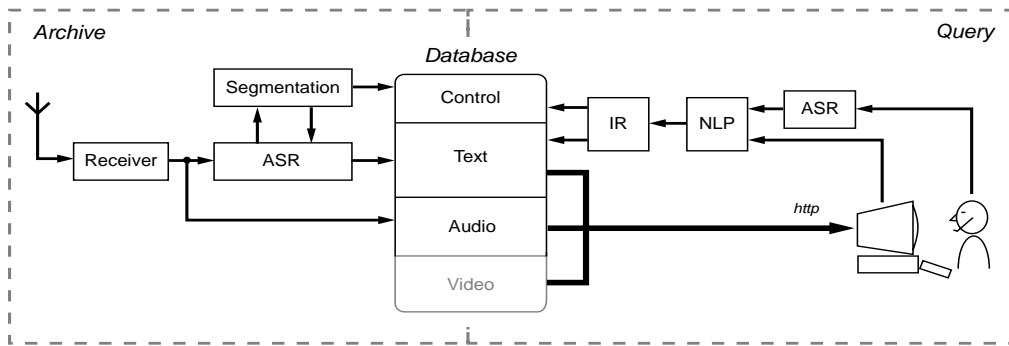 Archive
Query
Database
Segmentation
Control
ASR
IR
NLP
Receiver
ASR
Text
http
Audio
Video